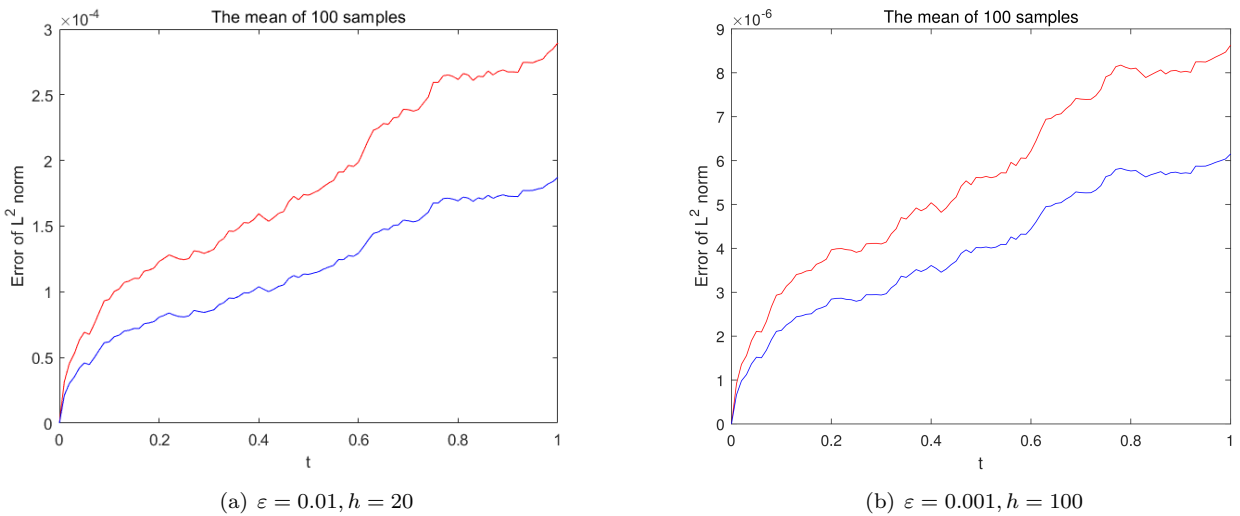 The mean of 100 samples
×10⁻⁴
3
2.5
2
1.5
1
0.5
0
Error of L² norm
0 0.2 0.4 0.6 0.8 1
t
(a) ε = 0.01, h = 20
The mean of 100 samples
×10⁻⁶
9
8
7
6
5
4
3
2
1
0
Error of L² norm
0 0.2 0.4 0.6 0.8 1
t
(b) ε = 0.001, h = 100